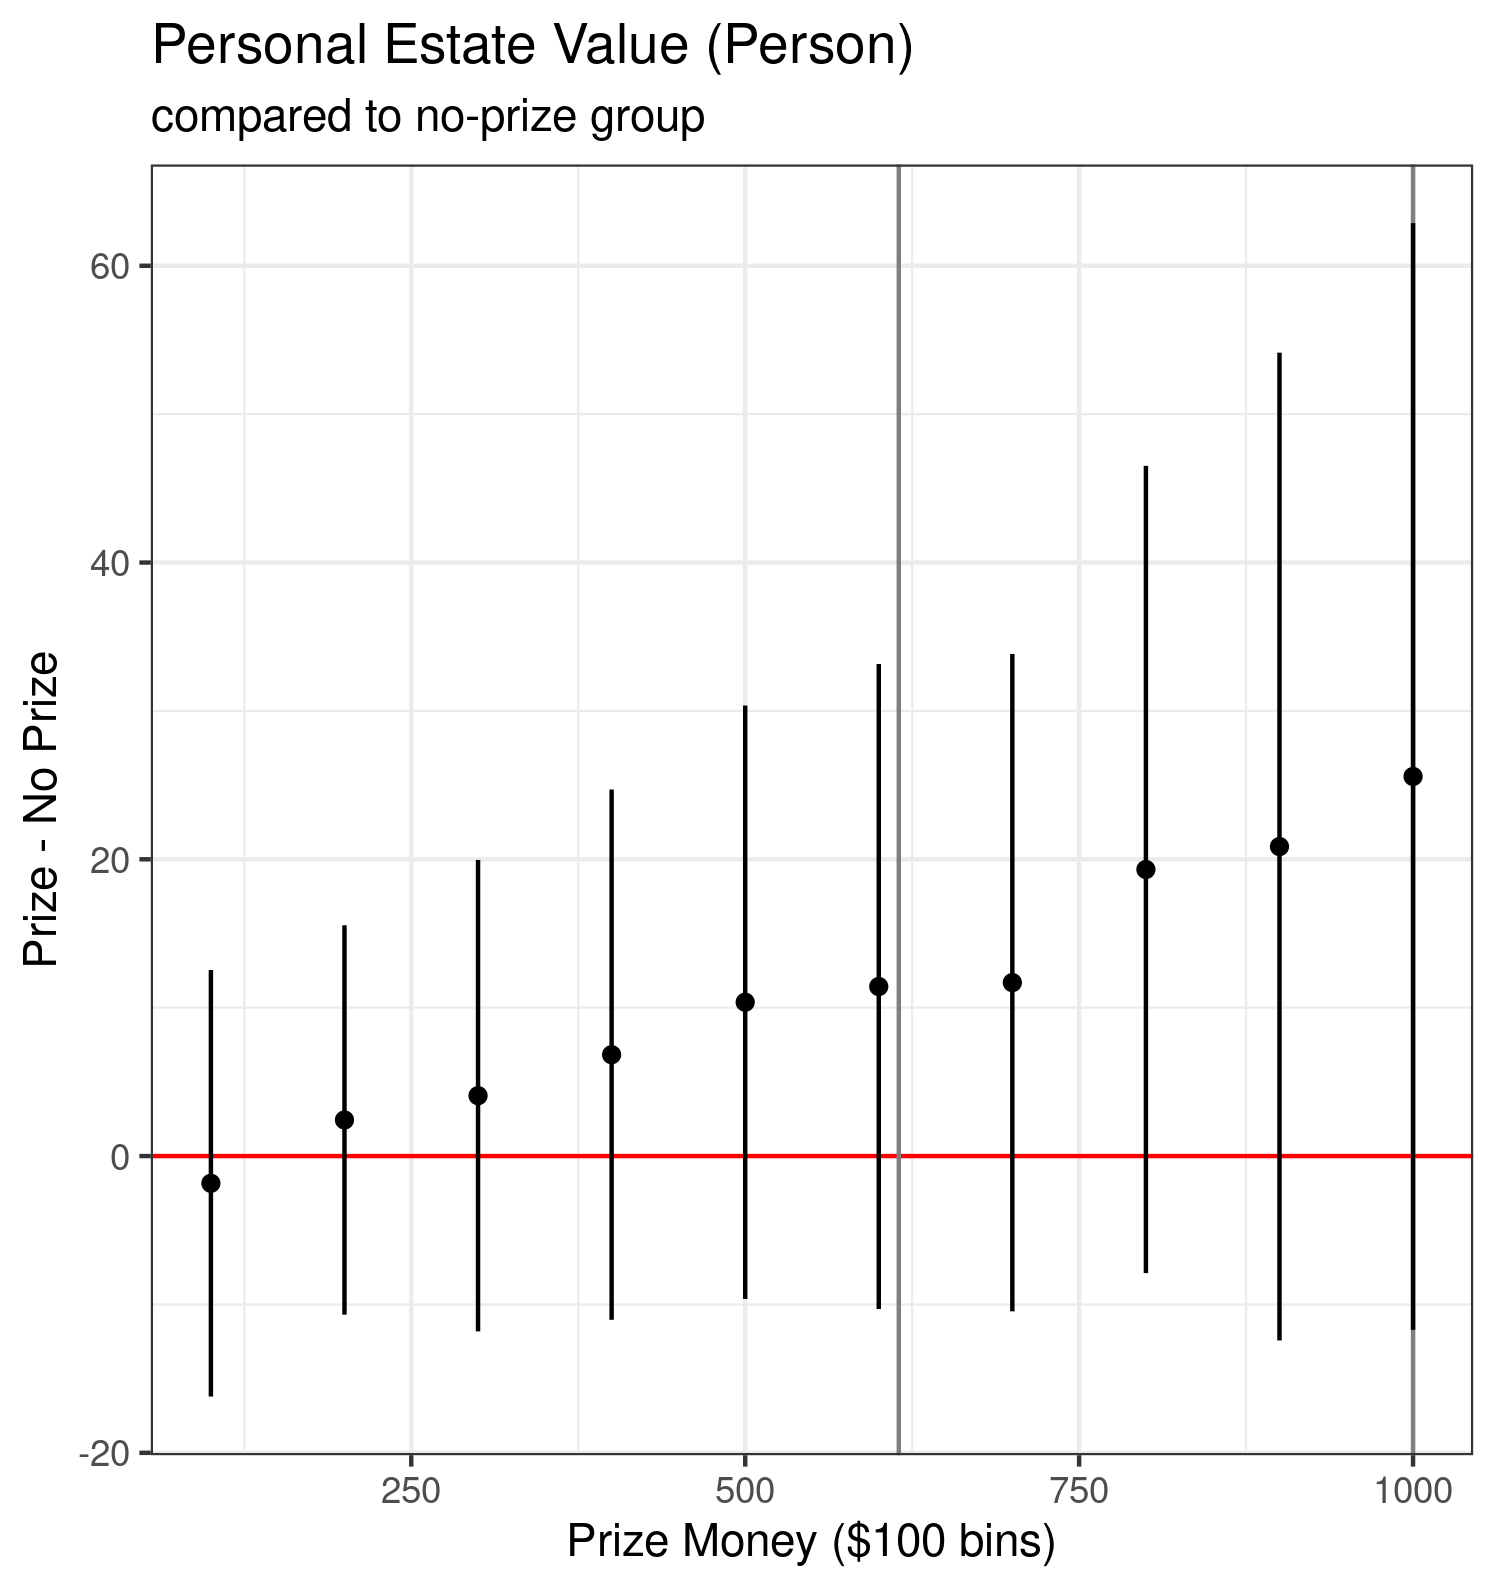 Personal Estate Value (Person)
compared to no-prize group
Prize - No Prize
60
40
20
0
-20
250 500 750 1000
Prize Money ($100 bins)